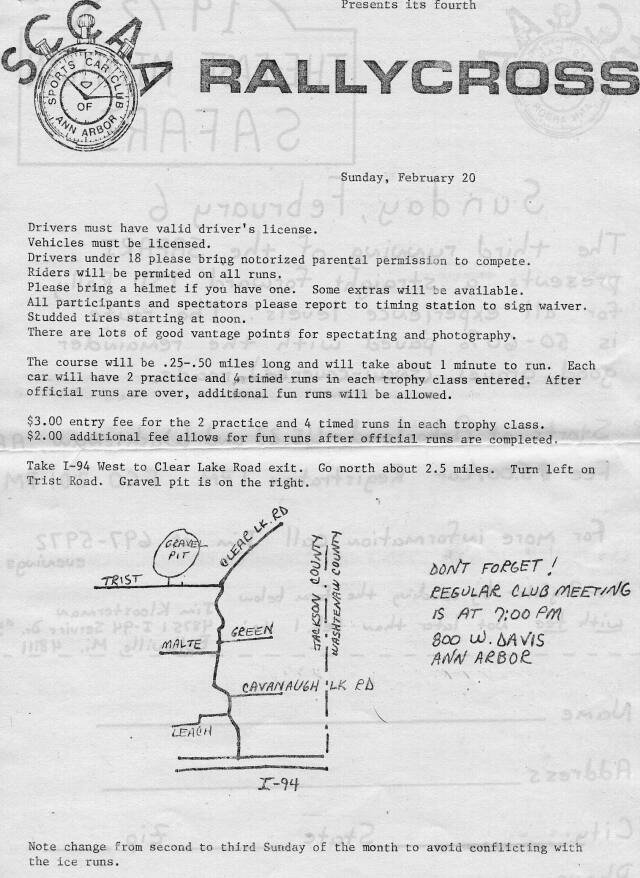 Presents its fourth
SCCAA
SPORTS CAR CLUB
OF
ANN ARBOR
RALLYCROSS
Sunday, February 20
Drivers must have valid driver's license.
Vehicles must be licensed.
Drivers under 18 please bring notorized parental permission to compete.
Riders will be permited on all runs.
Please bring a helmet if you have one. Some extras will be available.
All participants and spectators please report to timing station to sign waiver.
Studded tires starting at noon.
There are lots of good vantage points for spectating and photography.
The course will be .25-.50 miles long and will take about 1 minute to run. Each
car will have 2 practice and 4 timed runs in each trophy class entered. After
official runs are over, additional fun runs will be allowed.
$3.00 entry fee for the 2 practice and 4 timed runs in each trophy class.
$2.00 additional fee allows for fun runs after official runs are completed.
Take I-94 West to Clear Lake Road exit. Go north about 2.5 miles. Turn left on
Trist Road. Gravel pit is on the right.
GRAVEL
PIT
CLEAR LK. RD
TRIST
GREEN
MALTE
CAVANAUGH LK RD
LEACH
I-94
JACKSON COUNTY
WASHTENAW COUNTY
DON'T FORGET!
REGULAR CLUB MEETING
IS AT 7:00 PM
800 W. DAVIS
ANN ARBOR
Note change from second to third Sunday of the month to avoid conflicting with
the ice runs.